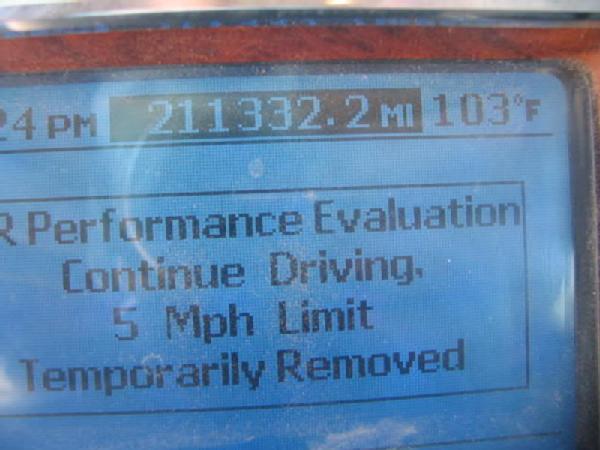 24 PM 211332.2 MI 103°F
R Performance Evaluation
Continue Driving.
5 Mph Limit
Temporarily Removed